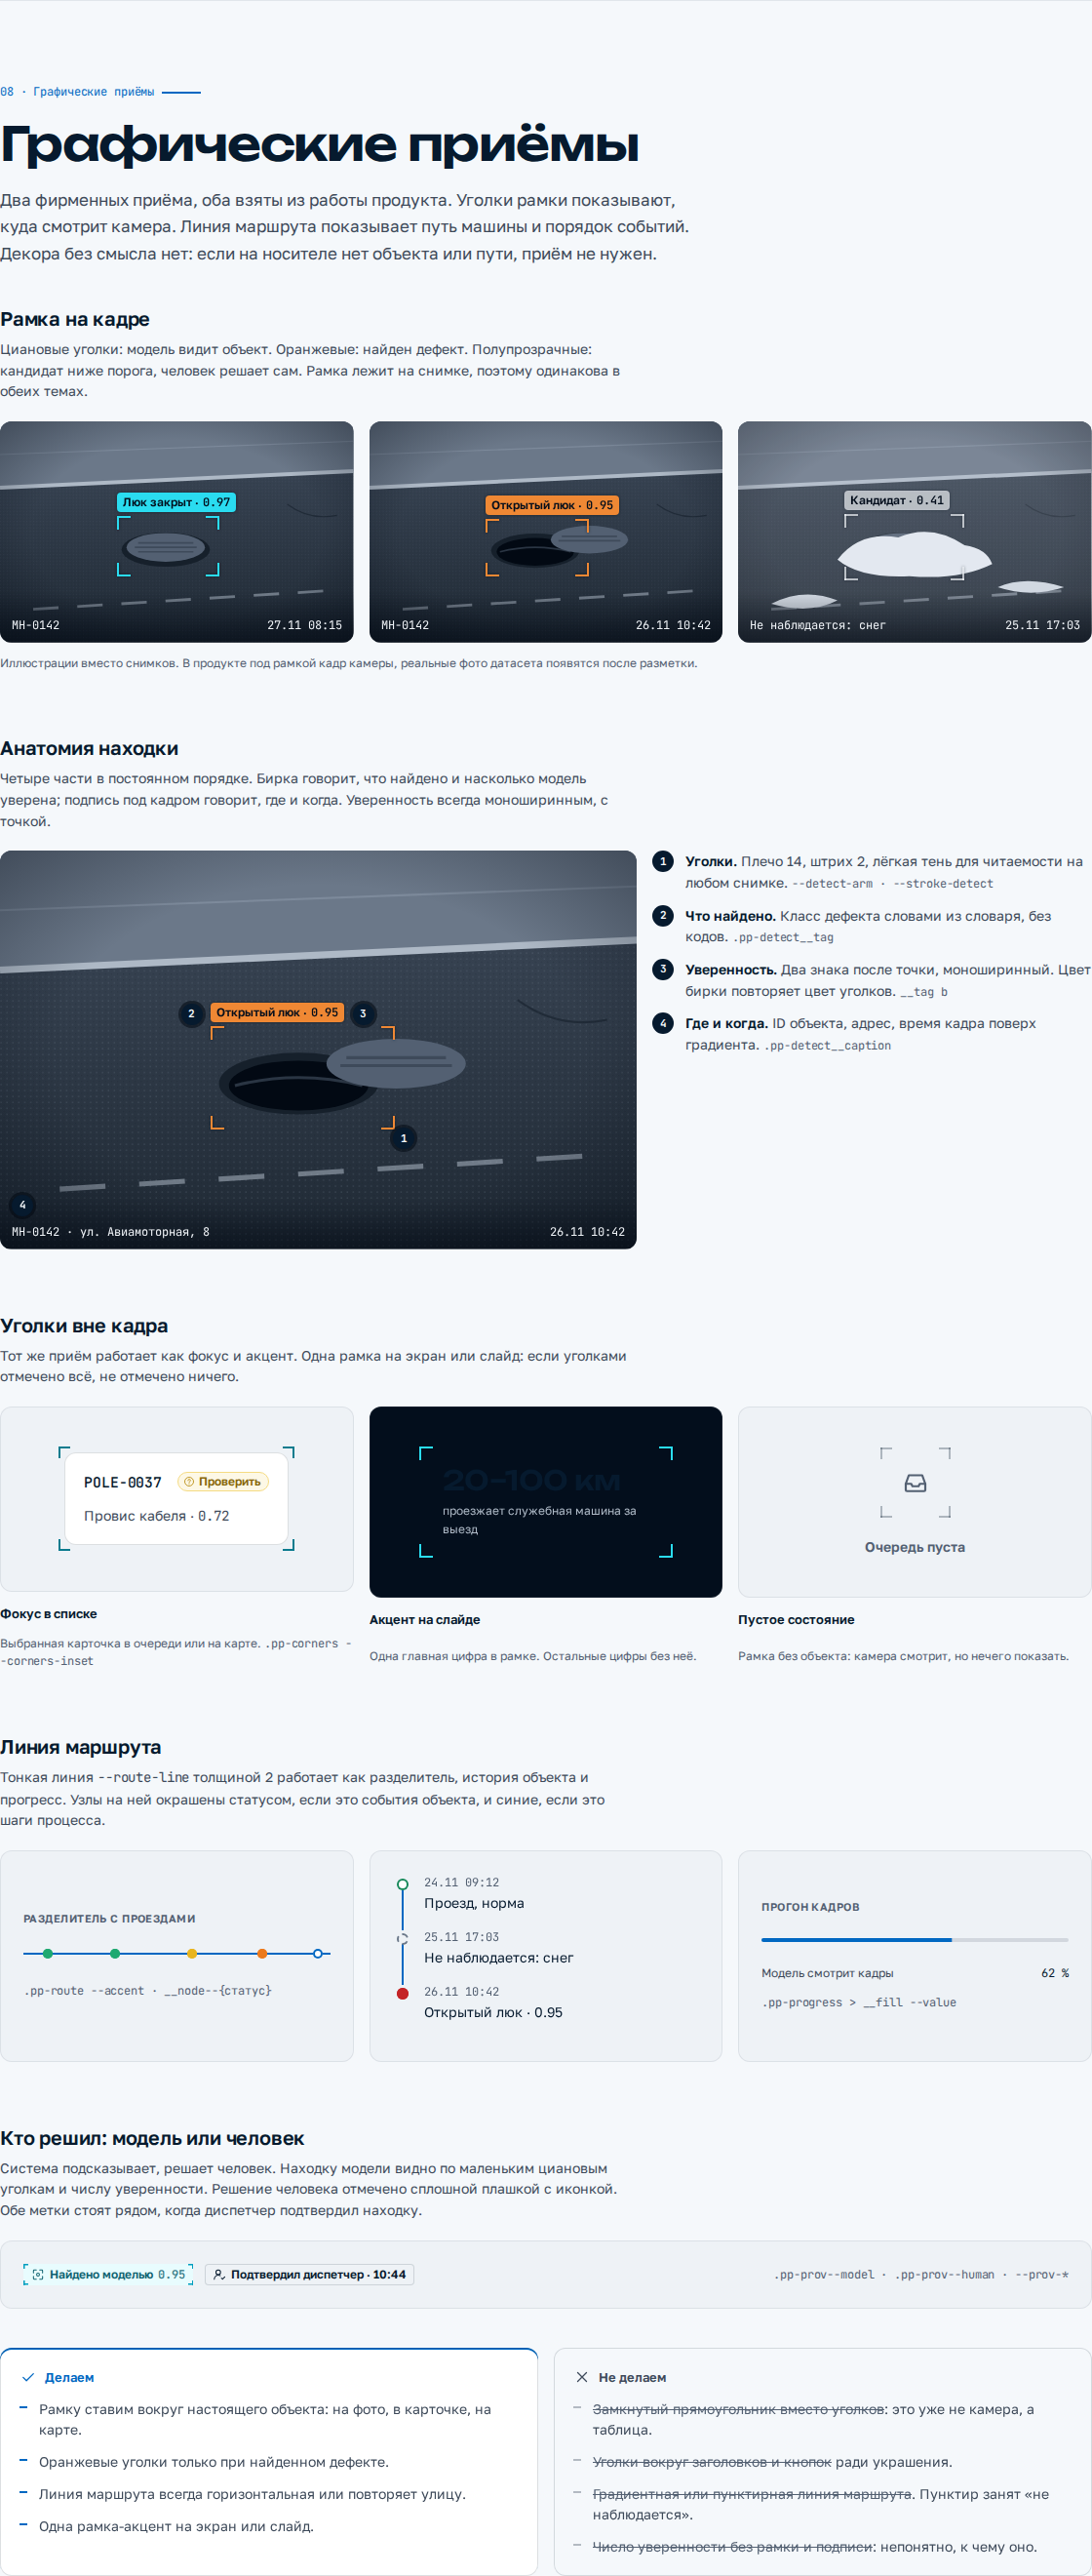 08 · Графические приёмы
Графические приёмы
Два фирменных приёма, оба взяты из работы продукта. Уголки рамки показывают,
куда смотрит камера. Линия маршрута показывает путь машины и порядок событий.
Декора без смысла нет: если на носителе нет объекта или пути, приём не нужен.
Рамка на кадре
Циановые уголки: модель видит объект. Оранжевые: найден дефект. Полупрозрачные:
кандидат ниже порога, человек решает сам. Рамка лежит на снимке, поэтому одинакова в
обеих темах.
Люк закрыт · 0.97
MH-0142 27.11 08:15
Открытый люк · 0.95
MH-0142 26.11 10:42
Кандидат · 0.41
Не наблюдается: снег 25.11 17:03
Иллюстрации вместо снимков. В продукте под рамкой кадр камеры, реальные фото датасета появятся после разметки.
Анатомия находки
Четыре части в постоянном порядке. Бирка говорит, что найдено и насколько модель
уверена; подпись под кадром говорит, где и когда. Уверенность всегда моноширинным, с
точкой.
2 Открытый люк · 0.95 3
1
4
MH-0142 · ул. Авиамоторная, 8 26.11 10:42
1 Уголки. Плечо 14, штрих 2, лёгкая тень для читаемости на
любом снимке. --detect-arm · --stroke-detect
2 Что найдено. Класс дефекта словами из словаря, без
кодов. .pp-detect__tag
3 Уверенность. Два знака после точки, моноширинный. Цвет
бирки повторяет цвет уголков. __tag b
4 Где и когда. ID объекта, адрес, время кадра поверх
градиента. .pp-detect__caption
Уголки вне кадра
Тот же приём работает как фокус и акцент. Одна рамка на экран или слайд: если уголками
отмечено всё, не отмечено ничего.
POLE-0037 Проверить
Провис кабеля · 0.72
Фокус в списке
Выбранная карточка в очереди или на карте. .pp-corners -
-corners-inset
20–100 км
проезжает служебная машина за
выезд
Акцент на слайде
Одна главная цифра в рамке. Остальные цифры без неё.
Очередь пуста
Пустое состояние
Рамка без объекта: камера смотрит, но нечего показать.
Линия маршрута
Тонкая линия --route-line толщиной 2 работает как разделитель, история объекта и
прогресс. Узлы на ней окрашены статусом, если это события объекта, и синие, если это
шаги процесса.
РАЗДЕЛИТЕЛЬ С ПРОЕЗДАМИ
.pp-route --accent · __node--{статус}
24.11 09:12
Проезд, норма
25.11 17:03
Не наблюдается: снег
26.11 10:42
Открытый люк · 0.95
ПРОГОН КАДРОВ
Модель смотрит кадры 62 %
.pp-progress > __fill --value
Кто решил: модель или человек
Система подсказывает, решает человек. Находку модели видно по маленьким циановым
уголкам и числу уверенности. Решение человека отмечено сплошной плашкой с иконкой.
Обе метки стоят рядом, когда диспетчер подтвердил находку.
Найдено моделью 0.95 Подтвердил диспетчер · 10:44 .pp-prov--model · .pp-prov--human · --prov-*
Делаем
Рамку ставим вокруг настоящего объекта: на фото, в карточке, на
карте.
Оранжевые уголки только при найденном дефекте.
Линия маршрута всегда горизонтальная или повторяет улицу.
Одна рамка-акцент на экран или слайд.
Не делаем
Замкнутый прямоугольник вместо уголков: это уже не камера, а
таблица.
Уголки вокруг заголовков и кнопок ради украшения.
Градиентная или пунктирная линия маршрута. Пунктир занят «не
наблюдается».
Число уверенности без рамки и подписи: непонятно, к чему оно.